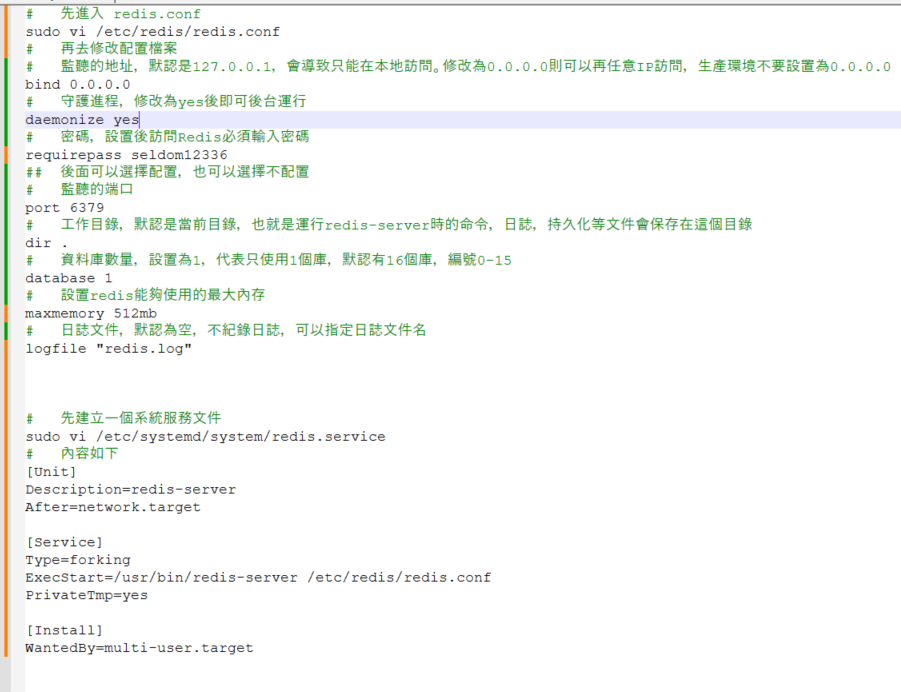 #   先進入 redis.conf
sudo vi /etc/redis/redis.conf
#   再去修改配置檔案
#   監聽的地址, 默認是127.0.0.1, 會導致只能在本地訪問。修改為0.0.0.0則可以再任意IP訪問, 生產環境不要設置為0.0.0.0
bind 0.0.0.0
#   守護進程, 修改為yes後即可後台運行
daemonize yes
#   密碼, 設置後訪問Redis必須輸入密碼
requirepass seldom12336
##  後面可以選擇配置, 也可以選擇不配置
#   監聽的端口
port 6379
#   工作目錄, 默認是當前目錄, 也就是運行redis-server時的命令, 日誌, 持久化等文件會保存在這個目錄
dir .
#   資料庫數量, 設置為1, 代表只使用1個庫, 默認有16個庫, 編號0-15
database 1
#   設置redis能夠使用的最大內存
maxmemory 512mb
#   日誌文件, 默認為空, 不紀錄日誌, 可以指定日誌文件名
logfile "redis.log"
#   先建立一個系統服務文件
sudo vi /etc/systemd/system/redis.service
#   內容如下
[Unit]
Description=redis-server
After=network.target
[Service]
Type=forking
ExecStart=/usr/bin/redis-server /etc/redis/redis.conf
PrivateTmp=yes
[Install]
WantedBy=multi-user.target